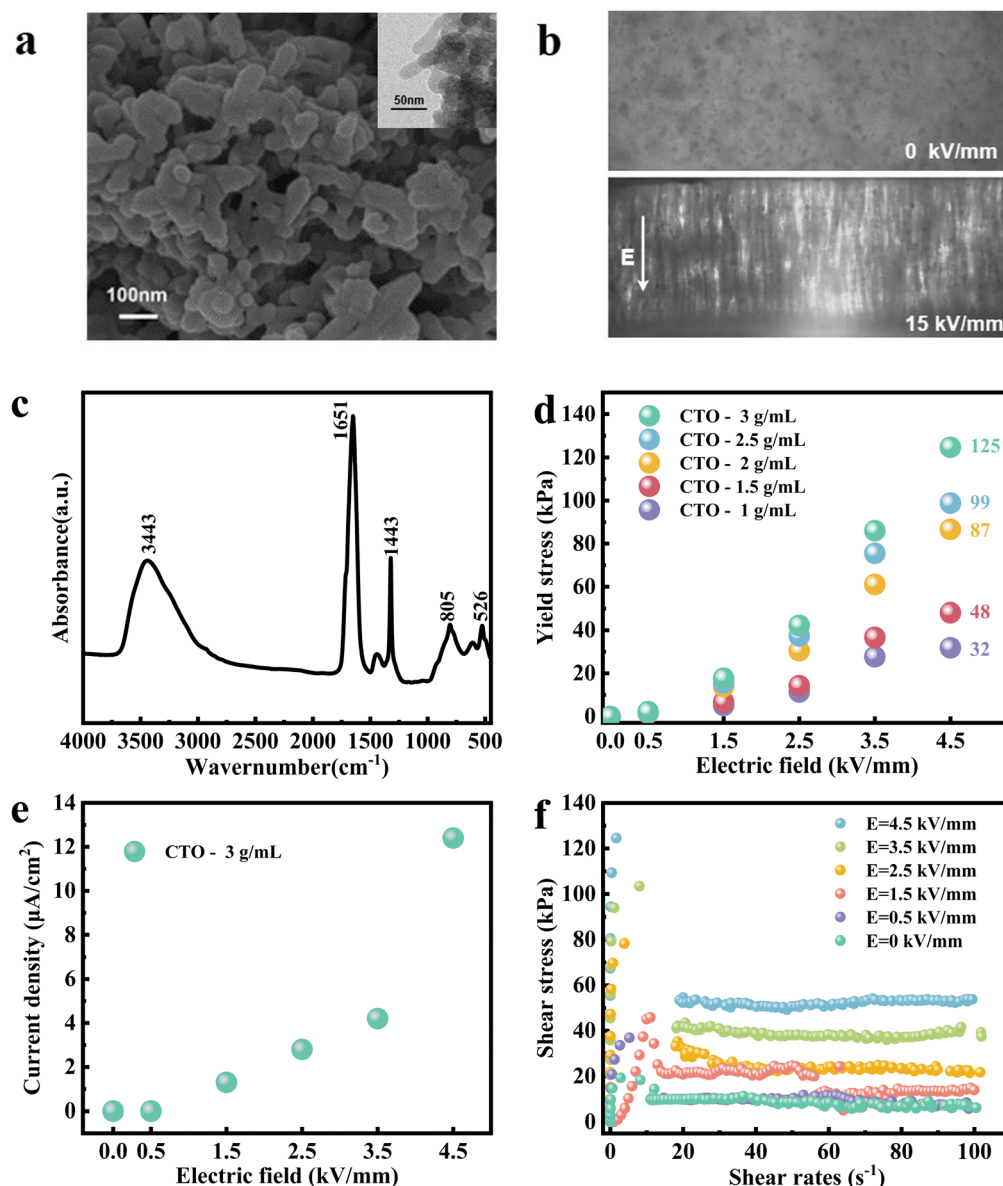 a
50nm
100nm
b
0 kV/mm
E
15 kV/mm
c
Absorbance(a.u.)
3443
1651
1443
805
526
4000 3500 3000 2500 2000 1500 1000 500
Wavernumber(cm⁻¹)
d
Yield stress (kPa)
140
120
100
80
60
40
20
0
CTO - 3 g/mL
CTO - 2.5 g/mL
CTO - 2 g/mL
CTO - 1.5 g/mL
CTO - 1 g/mL
125
99
87
48
32
0.0 0.5 1.5 2.5 3.5 4.5
Electric field (kV/mm)
e
Current density (μA/cm²)
14
12
10
8
6
4
2
0
CTO - 3 g/mL
0.0 0.5 1.5 2.5 3.5 4.5
Electric field (kV/mm)
f
Shear stress (kPa)
140
120
100
80
60
40
20
0
E=4.5 kV/mm
E=3.5 kV/mm
E=2.5 kV/mm
E=1.5 kV/mm
E=0.5 kV/mm
E=0 kV/mm
0 20 40 60 80 100
Shear rates (s⁻¹)